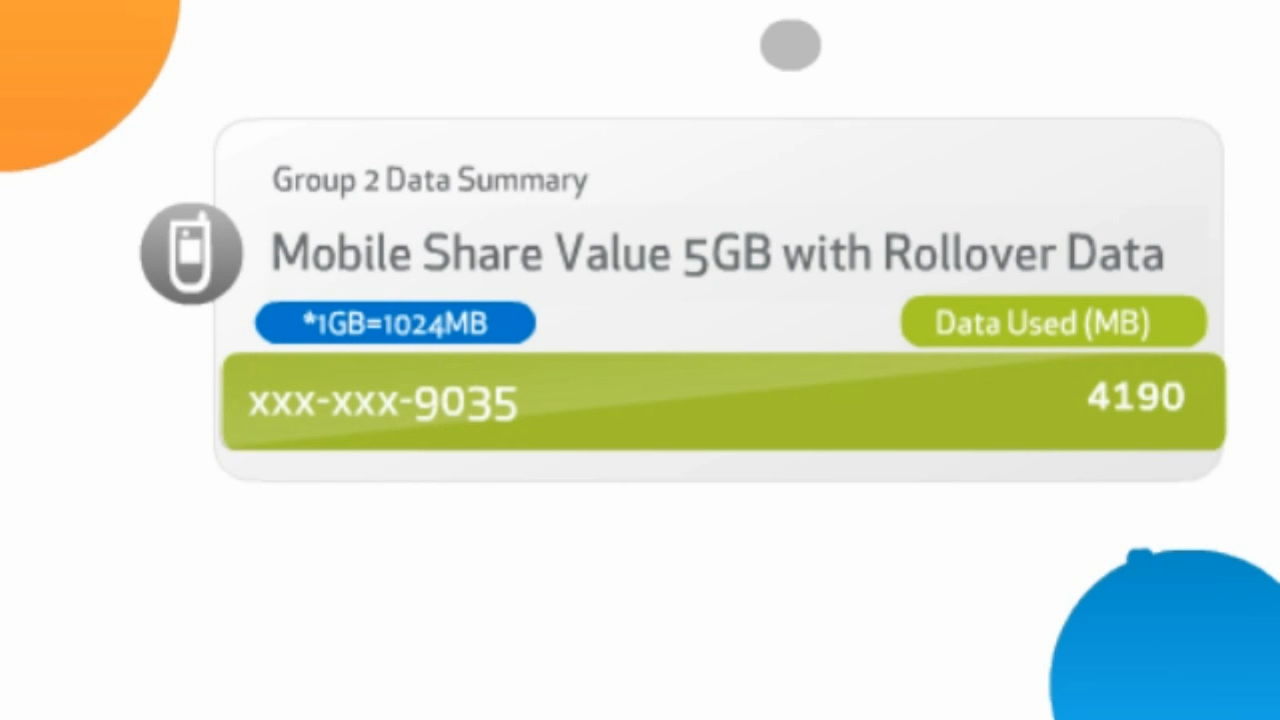 Group 2 Data Summary
Mobile Share Value 5GB with Rollover Data
*1GB=1024MB
Data Used (MB)
xxx-xxx-9035
4190